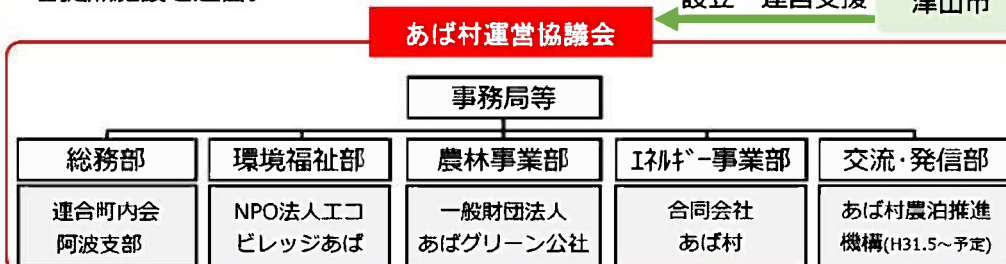 設立・運営支援
津山市
あば村運営協議会
事務局等
総務部
環境福祉部
農林事業部
ｴﾈﾙｷﾞｰ事業部
交流・発信部
連合町内会
阿波支部
NPO法人エコ
ビレッジあば
一般財団法人
あばグリーン公社
合同会社
あば村
あば村農泊推進
機構(H31.5~予定)